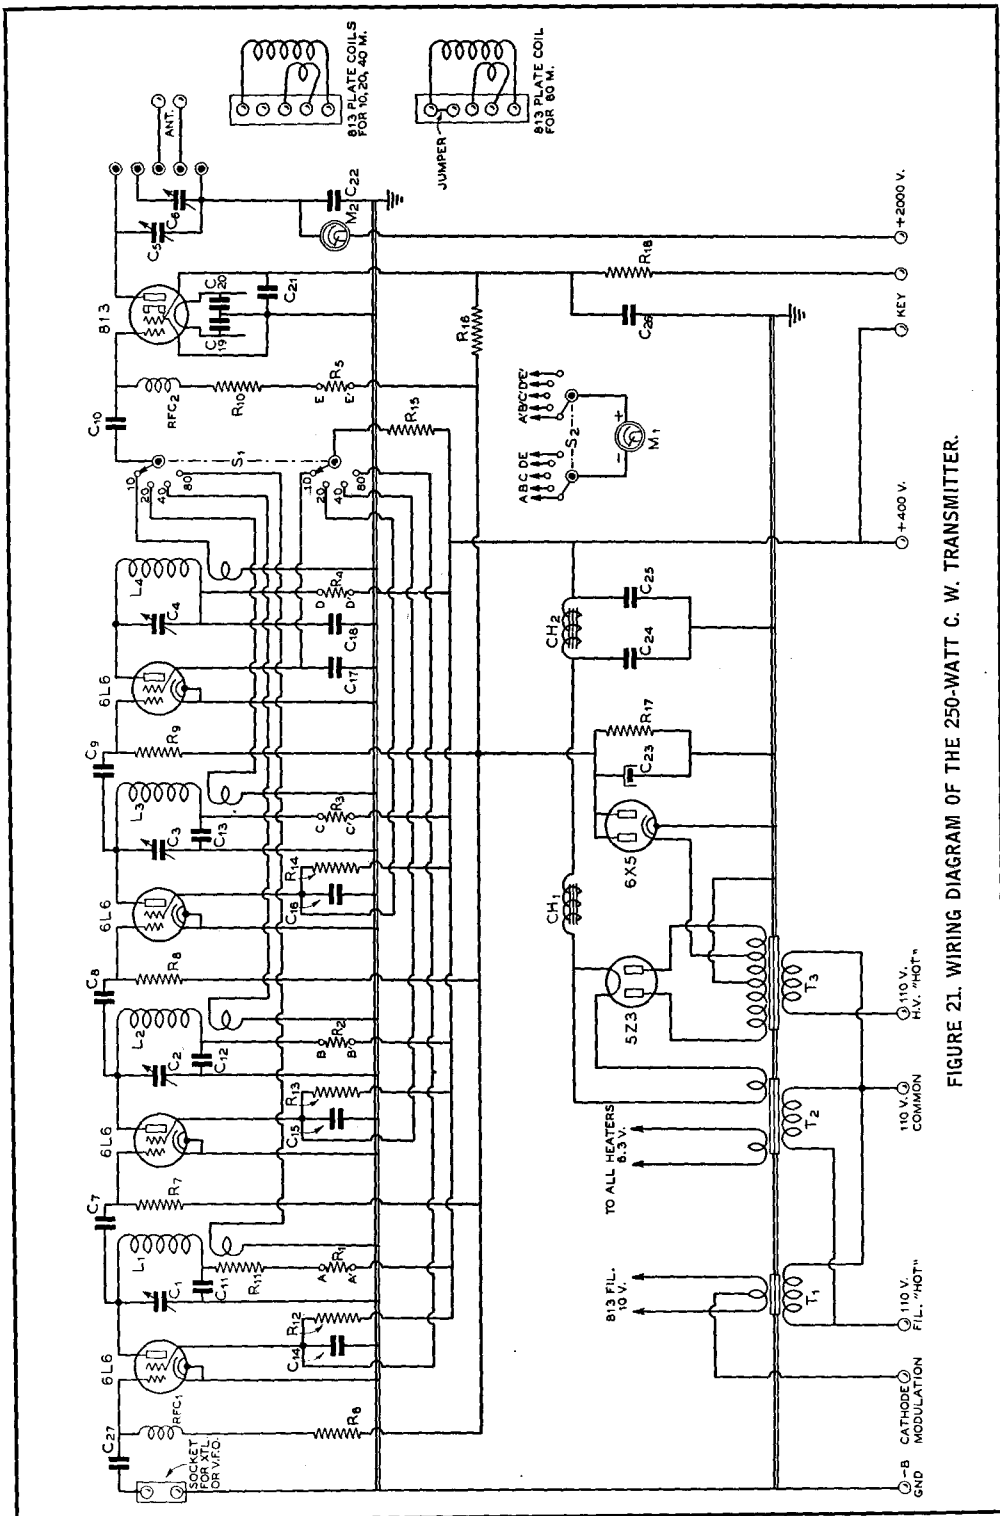 C27
6L6
C7
6L6
C8
6L6
C9
6L6
C10
813
SOCKET
FOR XTL.
OR V.F.O.
RFC1
C1
L1
R7
C2
L2
R8
C3
L3
R9
C4
L4
10
20
40
80
S1
RFC2
C5
C6
ANT.
C11
R11
C12
C13
R10
C19
C20
C21
R12
C14
A R1 A'
R13
C15
B R2 B'
R14
C16
C R3 C'
C17
C18
D R4 D'
10
20
40
80
E R5 E'
R6
R15
M2
C22
813 PLATE COILS
FOR 10, 20, 40 M.
JUMPER
813 PLATE COIL
FOR 80 M.
R16
A B C D E
A' B' C' D' E'
S2
- +
M1
CH1
CH2
813 FIL.
10 V.
TO ALL HEATERS
6.3 V.
5Z3
6X5
C23
R17
C24
C25
C26
R18
T1
T2
T3
-B
GND
CATHODE
MODULATION
110 V.
FIL. "HOT"
110 V.
COMMON
110 V.
H.V. "HOT"
+400 V.
KEY
+2000 V.
FIGURE 21. WIRING DIAGRAM OF THE 250-WATT C. W. TRANSMITTER.